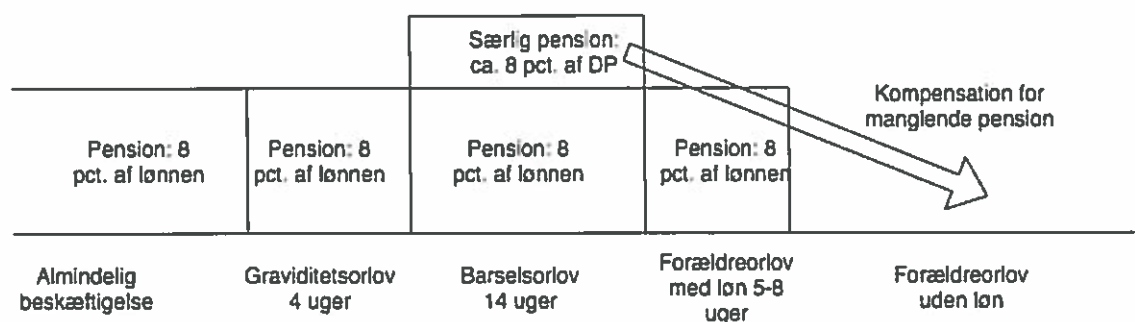 Særlig pension:
ca. 8 pct. af DP
Kompensation for
manglende pension
Pension: 8
pct. af lønnen
Pension: 8
pct. af lønnen
Pension: 8
pct. af lønnen
Pension: 8
pct. af lønnen
Almindelig
beskæftigelse
Graviditetsorlov
4 uger
Barselsorlov
14 uger
Forældreorlov
med løn 5-8
uger
Forældreorlov
uden løn